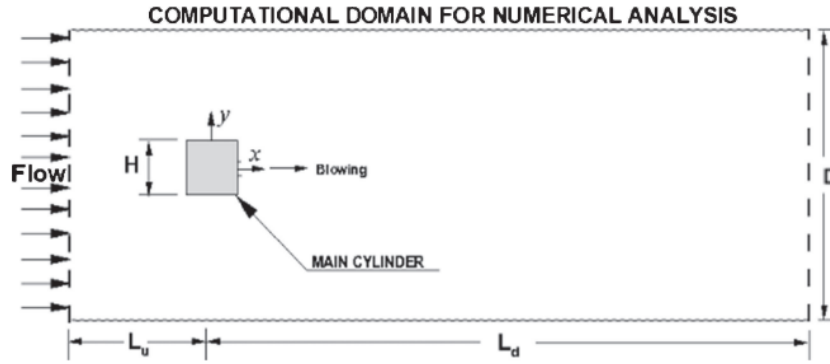 COMPUTATIONAL DOMAIN FOR NUMERICAL ANALYSIS
y
H
x
Blowing
Flow
D
MAIN CYLINDER
Lu
Ld